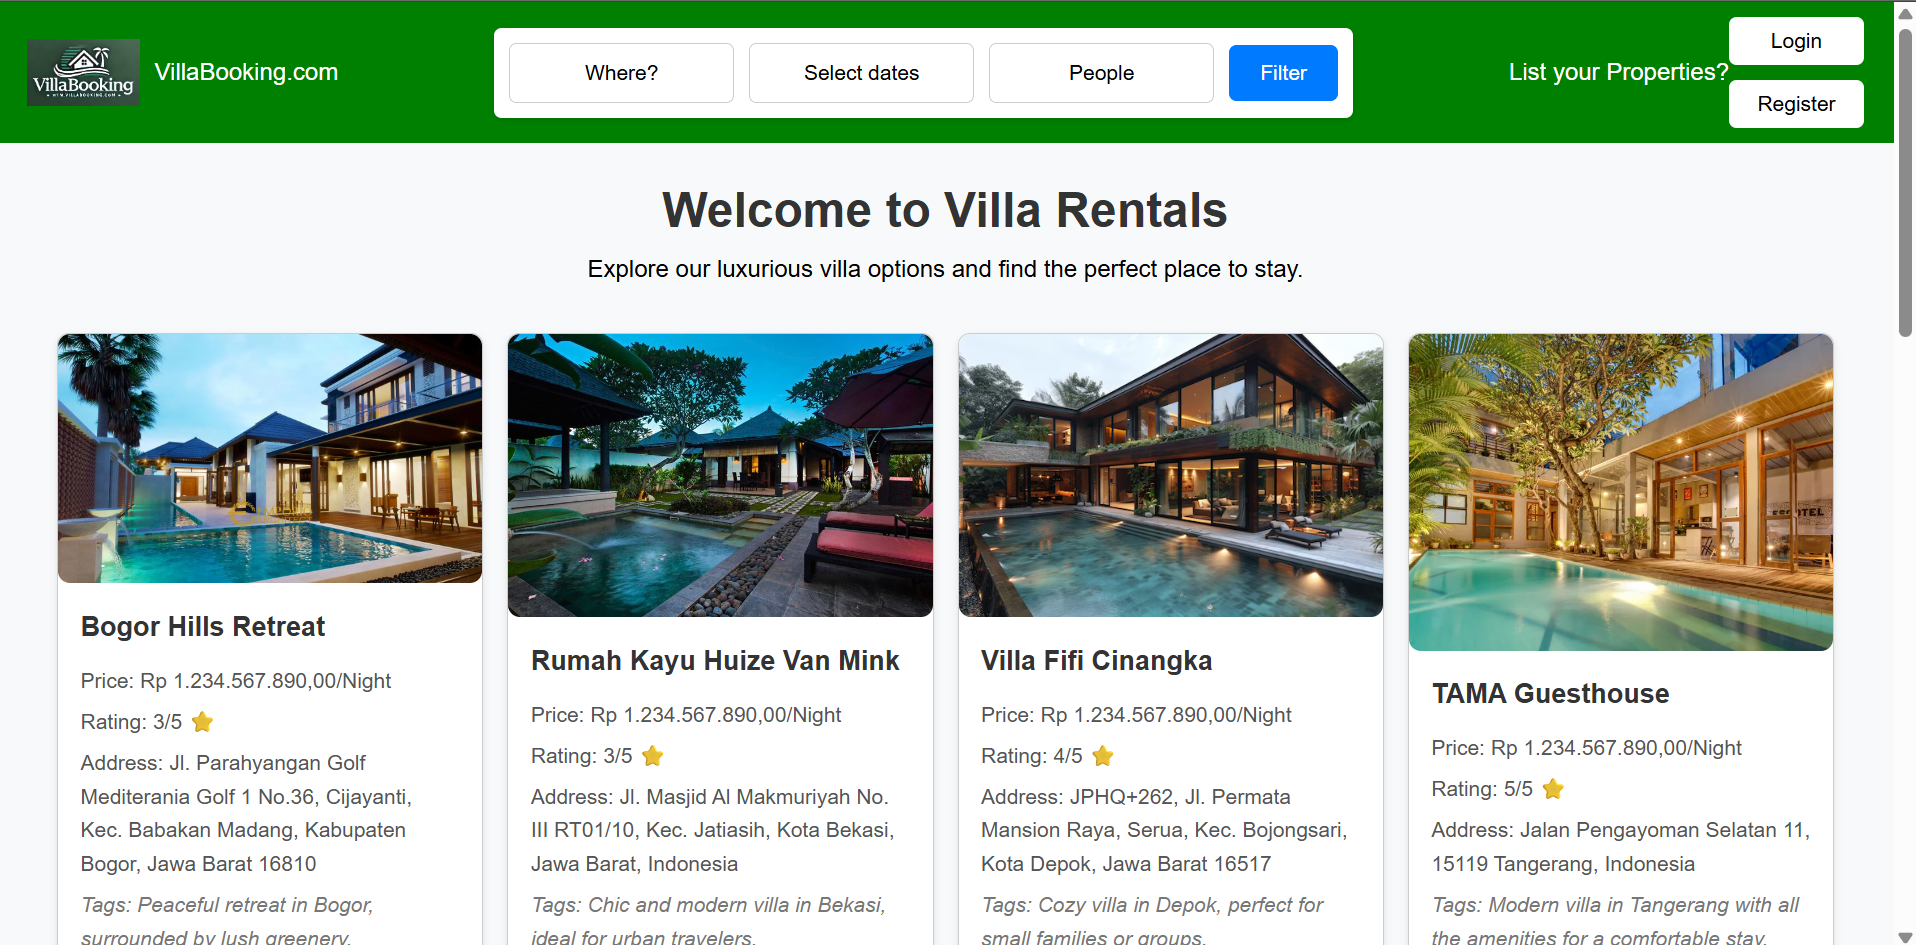 VillaBooking
VillaBooking.com
Where?
Select dates
People
Filter
List your Properties?
Login
Register
Welcome to Villa Rentals
Explore our luxurious villa options and find the perfect place to stay.
Bogor Hills Retreat
Price: Rp 1.234.567.890,00/Night
Rating: 3/5 ⭐
Address: Jl. Parahyangan Golf
Mediterania Golf 1 No.36, Cijayanti,
Kec. Babakan Madang, Kabupaten
Bogor, Jawa Barat 16810
Tags: Peaceful retreat in Bogor,
surrounded by lush greenery.
Rumah Kayu Huize Van Mink
Price: Rp 1.234.567.890,00/Night
Rating: 3/5 ⭐
Address: Jl. Masjid Al Makmuriyah No.
III RT01/10, Kec. Jatiasih, Kota Bekasi,
Jawa Barat, Indonesia
Tags: Chic and modern villa in Bekasi,
ideal for urban travelers.
Villa Fifi Cinangka
Price: Rp 1.234.567.890,00/Night
Rating: 4/5 ⭐
Address: JPHQ+262, Jl. Permata
Mansion Raya, Serua, Kec. Bojongsari,
Kota Depok, Jawa Barat 16517
Tags: Cozy villa in Depok, perfect for
small families or groups.
TAMA Guesthouse
Price: Rp 1.234.567.890,00/Night
Rating: 5/5 ⭐
Address: Jalan Pengayoman Selatan 11,
15119 Tangerang, Indonesia
Tags: Modern villa in Tangerang with all
the amenities for a comfortable stay.